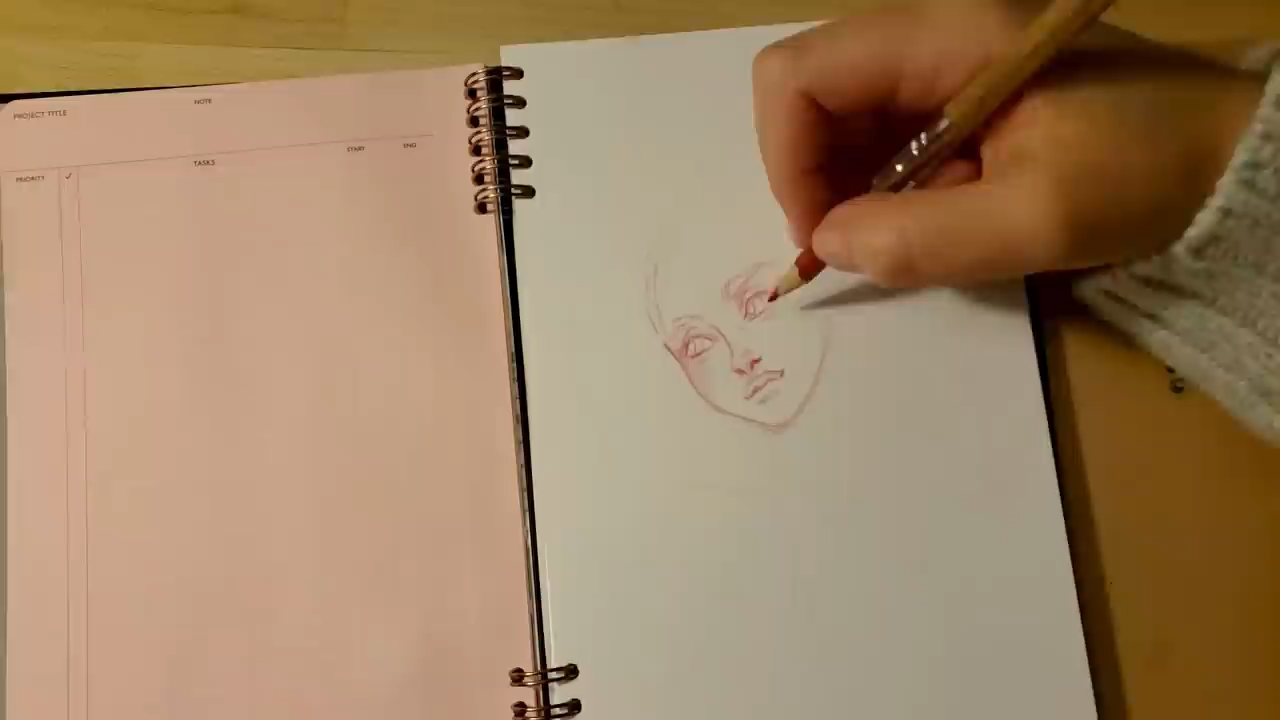 NOTE
PROJECT TITLE
START
END
TASKS
PRIORITY
✓